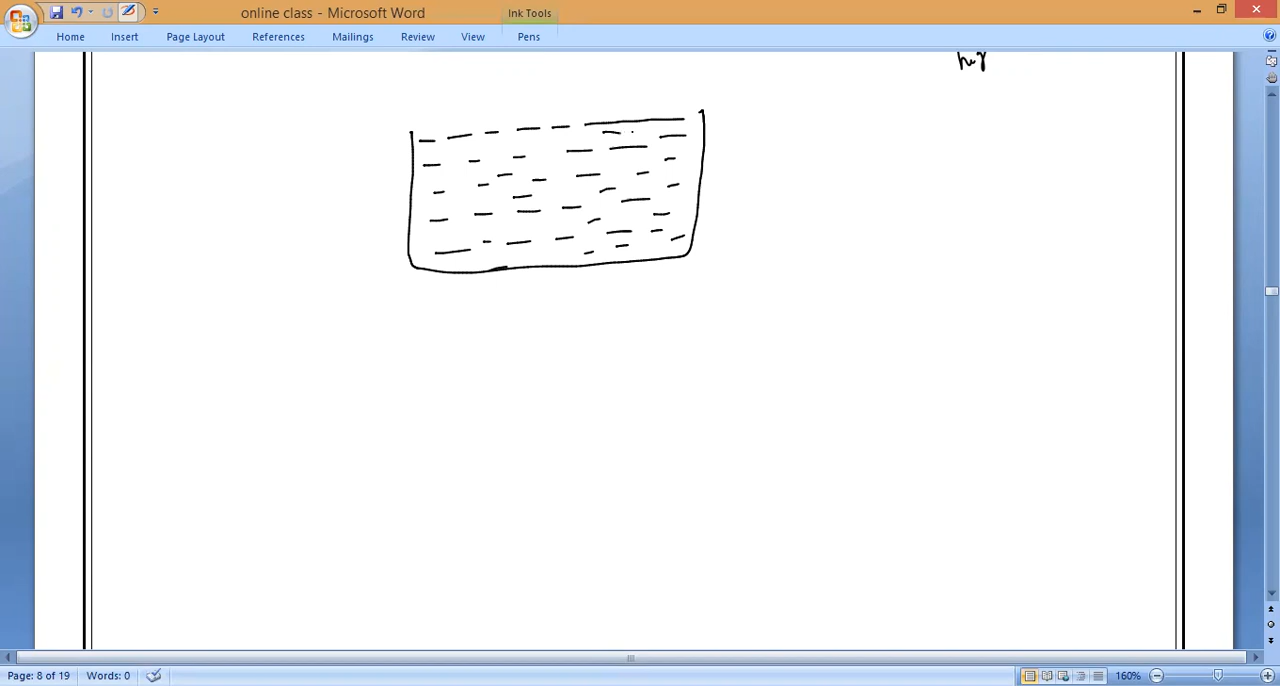 online class - Microsoft Word
Ink Tools
Home Insert Page Layout References Mailings Review View Pens
Page: 8 of 19 Words: 0 160%